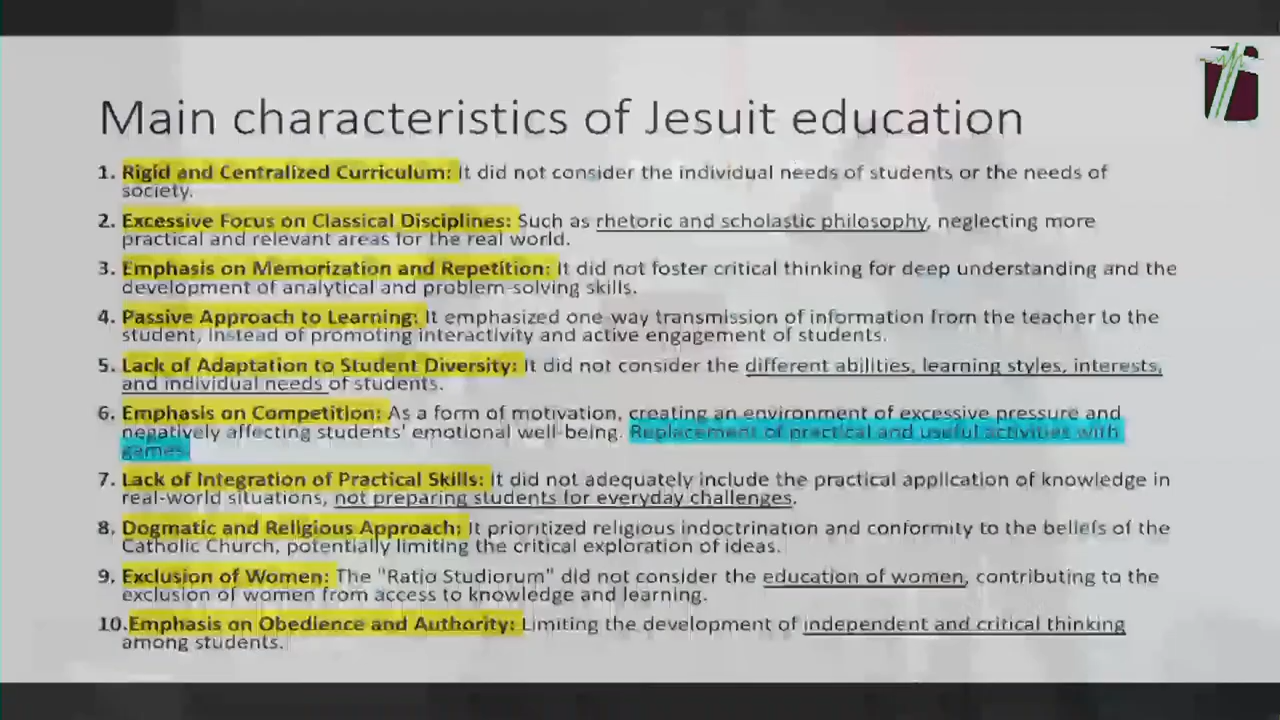 Main characteristics of Jesuit education
1. Rigid and Centralized Curriculum: It did not consider the individual needs of students or the needs of
society.
2. Excessive Focus on Classical Disciplines: Such as rhetoric and scholastic philosophy, neglecting more
practical and relevant areas for the real world.
3. Emphasis on Memorization and Repetition: It did not foster critical thinking for deep understanding and the
development of analytical and problem-solving skills.
4. Passive Approach to Learning: It emphasized one-way transmission of information from the teacher to the
student, instead of promoting interactivity and active engagement of students.
5. Lack of Adaptation to Student Diversity: It did not consider the different abilities, learning styles, interests,
and individual needs of students.
6. Emphasis on Competition: As a form of motivation, creating an environment of excessive pressure and
negatively affecting students' emotional well-being. Replacement of practical and useful activities with
games.
7. Lack of Integration of Practical Skills: It did not adequately include the practical application of knowledge in
real-world situations, not preparing students for everyday challenges.
8. Dogmatic and Religious Approach: It prioritized religious indoctrination and conformity to the beliefs of the
Catholic Church, potentially limiting the critical exploration of ideas.
9. Exclusion of Women: The "Ratio Studiorum" did not consider the education of women, contributing to the
exclusion of women from access to knowledge and learning.
10.Emphasis on Obedience and Authority: Limiting the development of independent and critical thinking
among students.